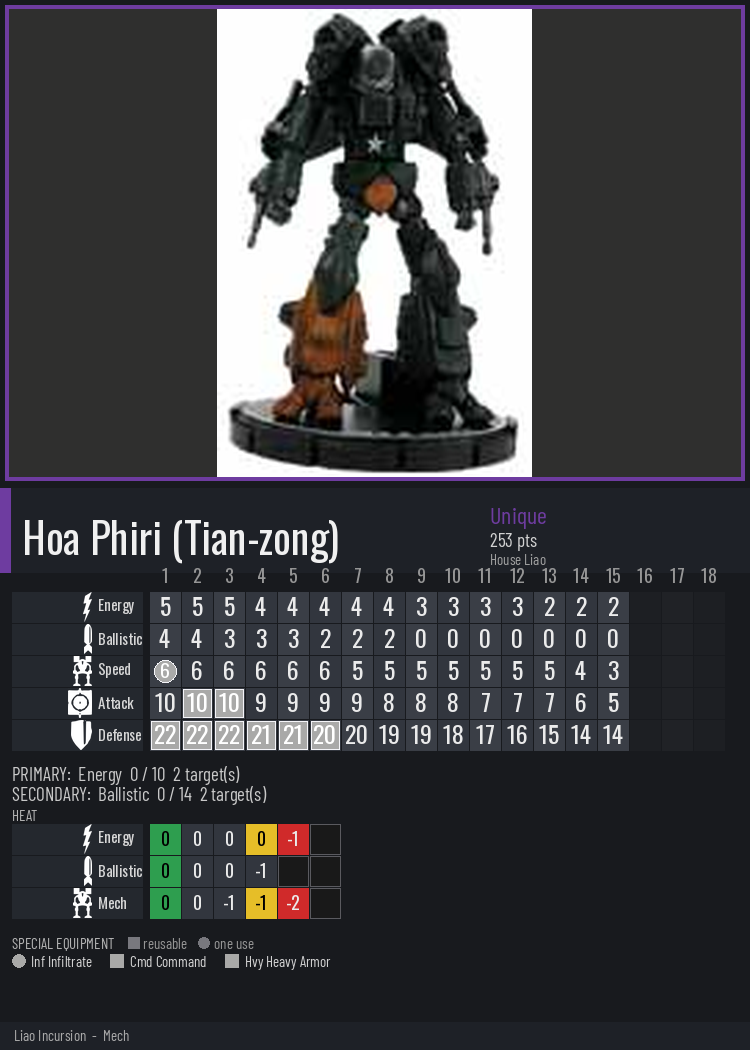 Hoa Phiri (Tian-zong)
Unique
253 pts
House Liao
1 2 3 4 5 6 7 8 9 10 11 12 13 14 15 16 17 18
Energy 5 5 5 4 4 4 4 4 3 3 3 3 2 2 2
Ballistic 4 4 3 3 3 2 2 2 0 0 0 0 0 0 0
Speed 6 6 6 6 6 6 5 5 5 5 5 5 5 4 3
Attack 10 10 10 9 9 9 9 8 8 8 7 7 7 6 5
Defense 22 22 22 21 21 20 20 19 19 18 17 16 15 14 14
PRIMARY: Energy 0 / 10 2 target(s)
SECONDARY: Ballistic 0 / 14 2 target(s)
HEAT
Energy 0 0 0 0 -1
Ballistic 0 0 0 -1
Mech 0 0 -1 -1 -2
SPECIAL EQUIPMENT reusable one use
Inf Infiltrate Cmd Command Hvy Heavy Armor
Liao Incursion - Mech